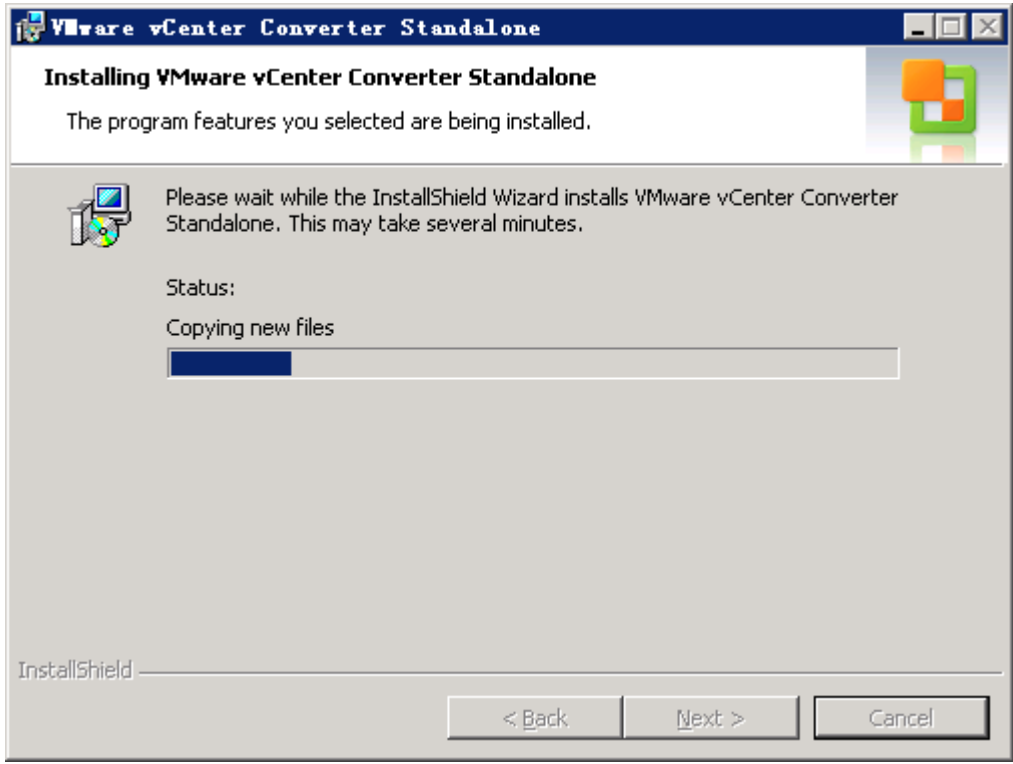 VMware vCenter Converter Standalone
Installing VMware vCenter Converter Standalone
The program features you selected are being installed.
Please wait while the InstallShield Wizard installs VMware vCenter Converter
Standalone. This may take several minutes.
Status:
Copying new files
InstallShield
< Back
Next >
Cancel